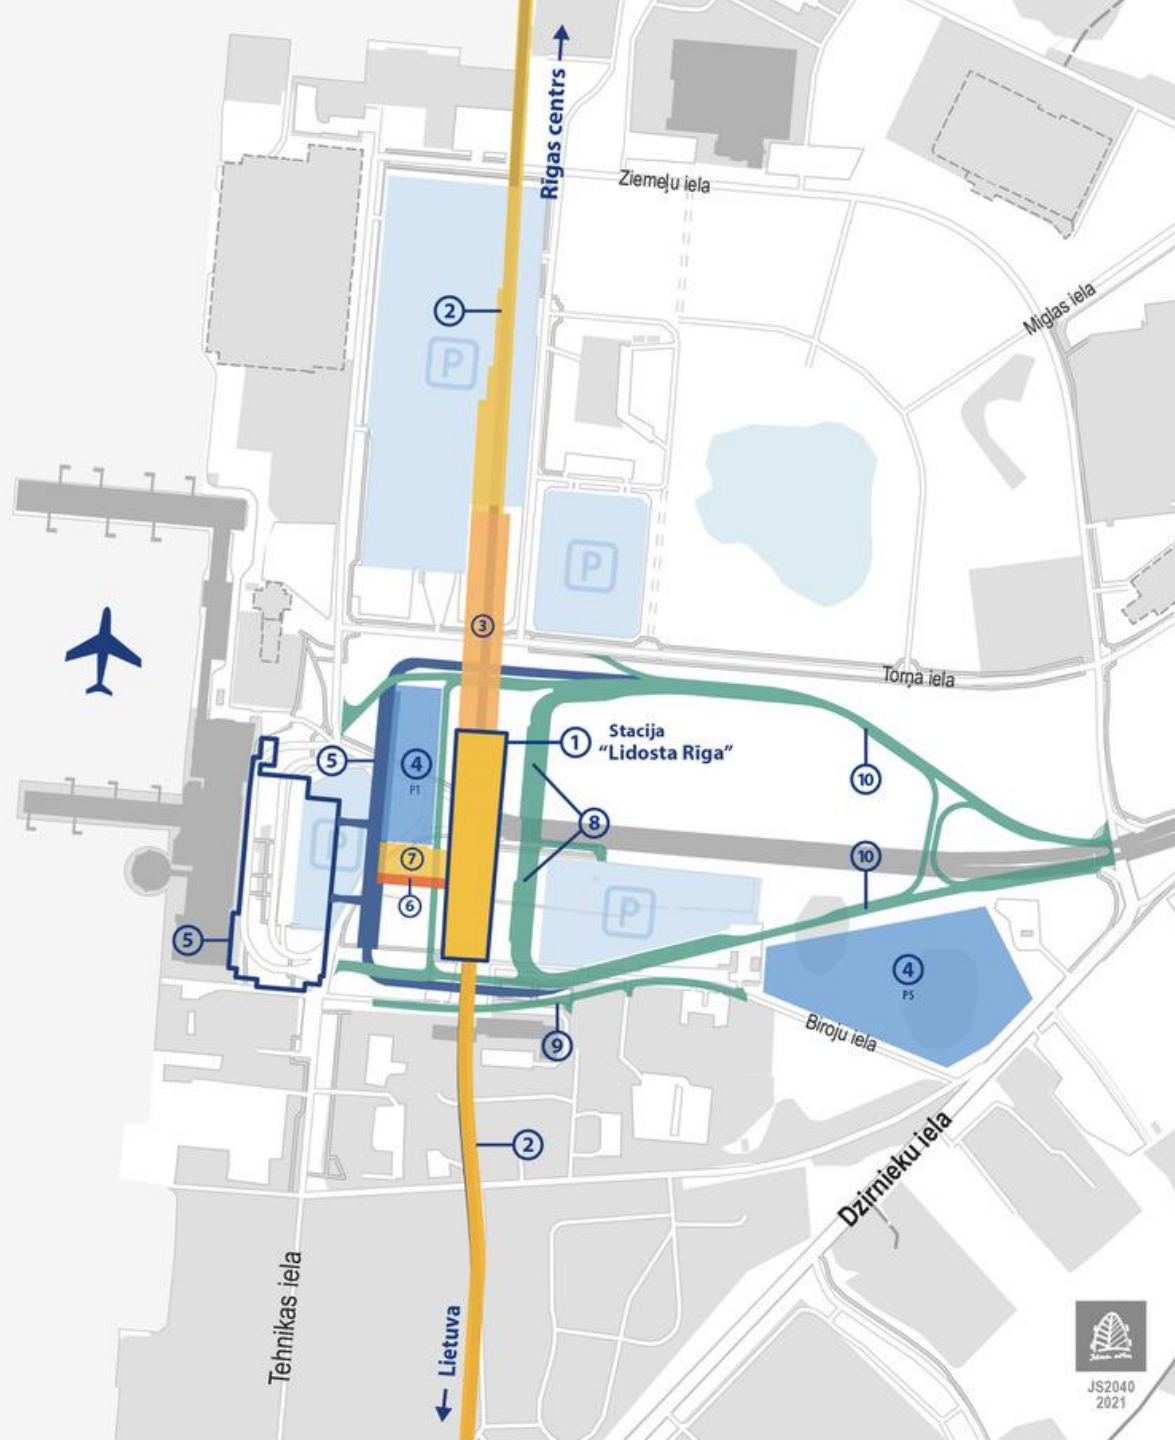 Rīgas centrs
Ziemeļu iela
Miglas iela
2
P
P
3
Torņa iela
1
Stacija
“Lidosta Rīga”
5
4
P1
10
8
P
7
10
6
P
5
4
P5
Biroju iela
9
2
Dzirnieku iela
Tehnikas iela
Lietuva
JS2040
2021